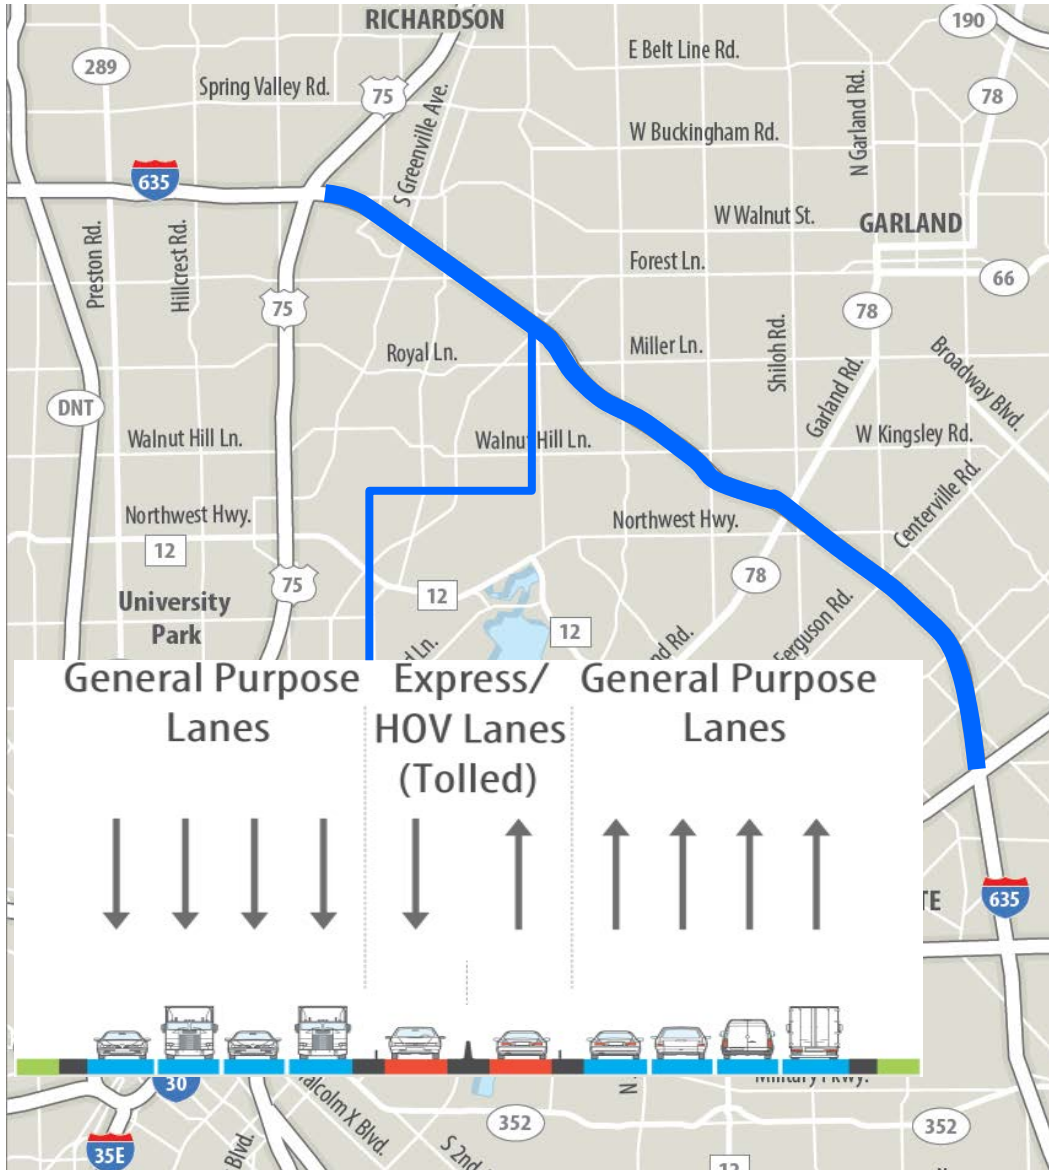 RICHARDSON
190
E Belt Line Rd.
289
Spring Valley Rd.
75
78
S Greenville Ave.
N Garland Rd.
W Buckingham Rd.
635
W Walnut St.
GARLAND
Preston Rd.
Hillcrest Rd.
Forest Ln.
66
75
78
Royal Ln.
Miller Ln.
Shiloh Rd.
Broadway Blvd.
Garland Rd.
DNT
Walnut Hill Ln.
Walnut Hill Ln.
W Kingsley Rd.
Centerville Rd.
Northwest Hwy.
Northwest Hwy.
12
75
12
78
University
Park
12
Ferguson Rd.
General Purpose
Lanes
Express/
HOV Lanes
(Tolled)
General Purpose
Lanes
635
30
Military Pkwy.
352
352
35E
Blvd.
12